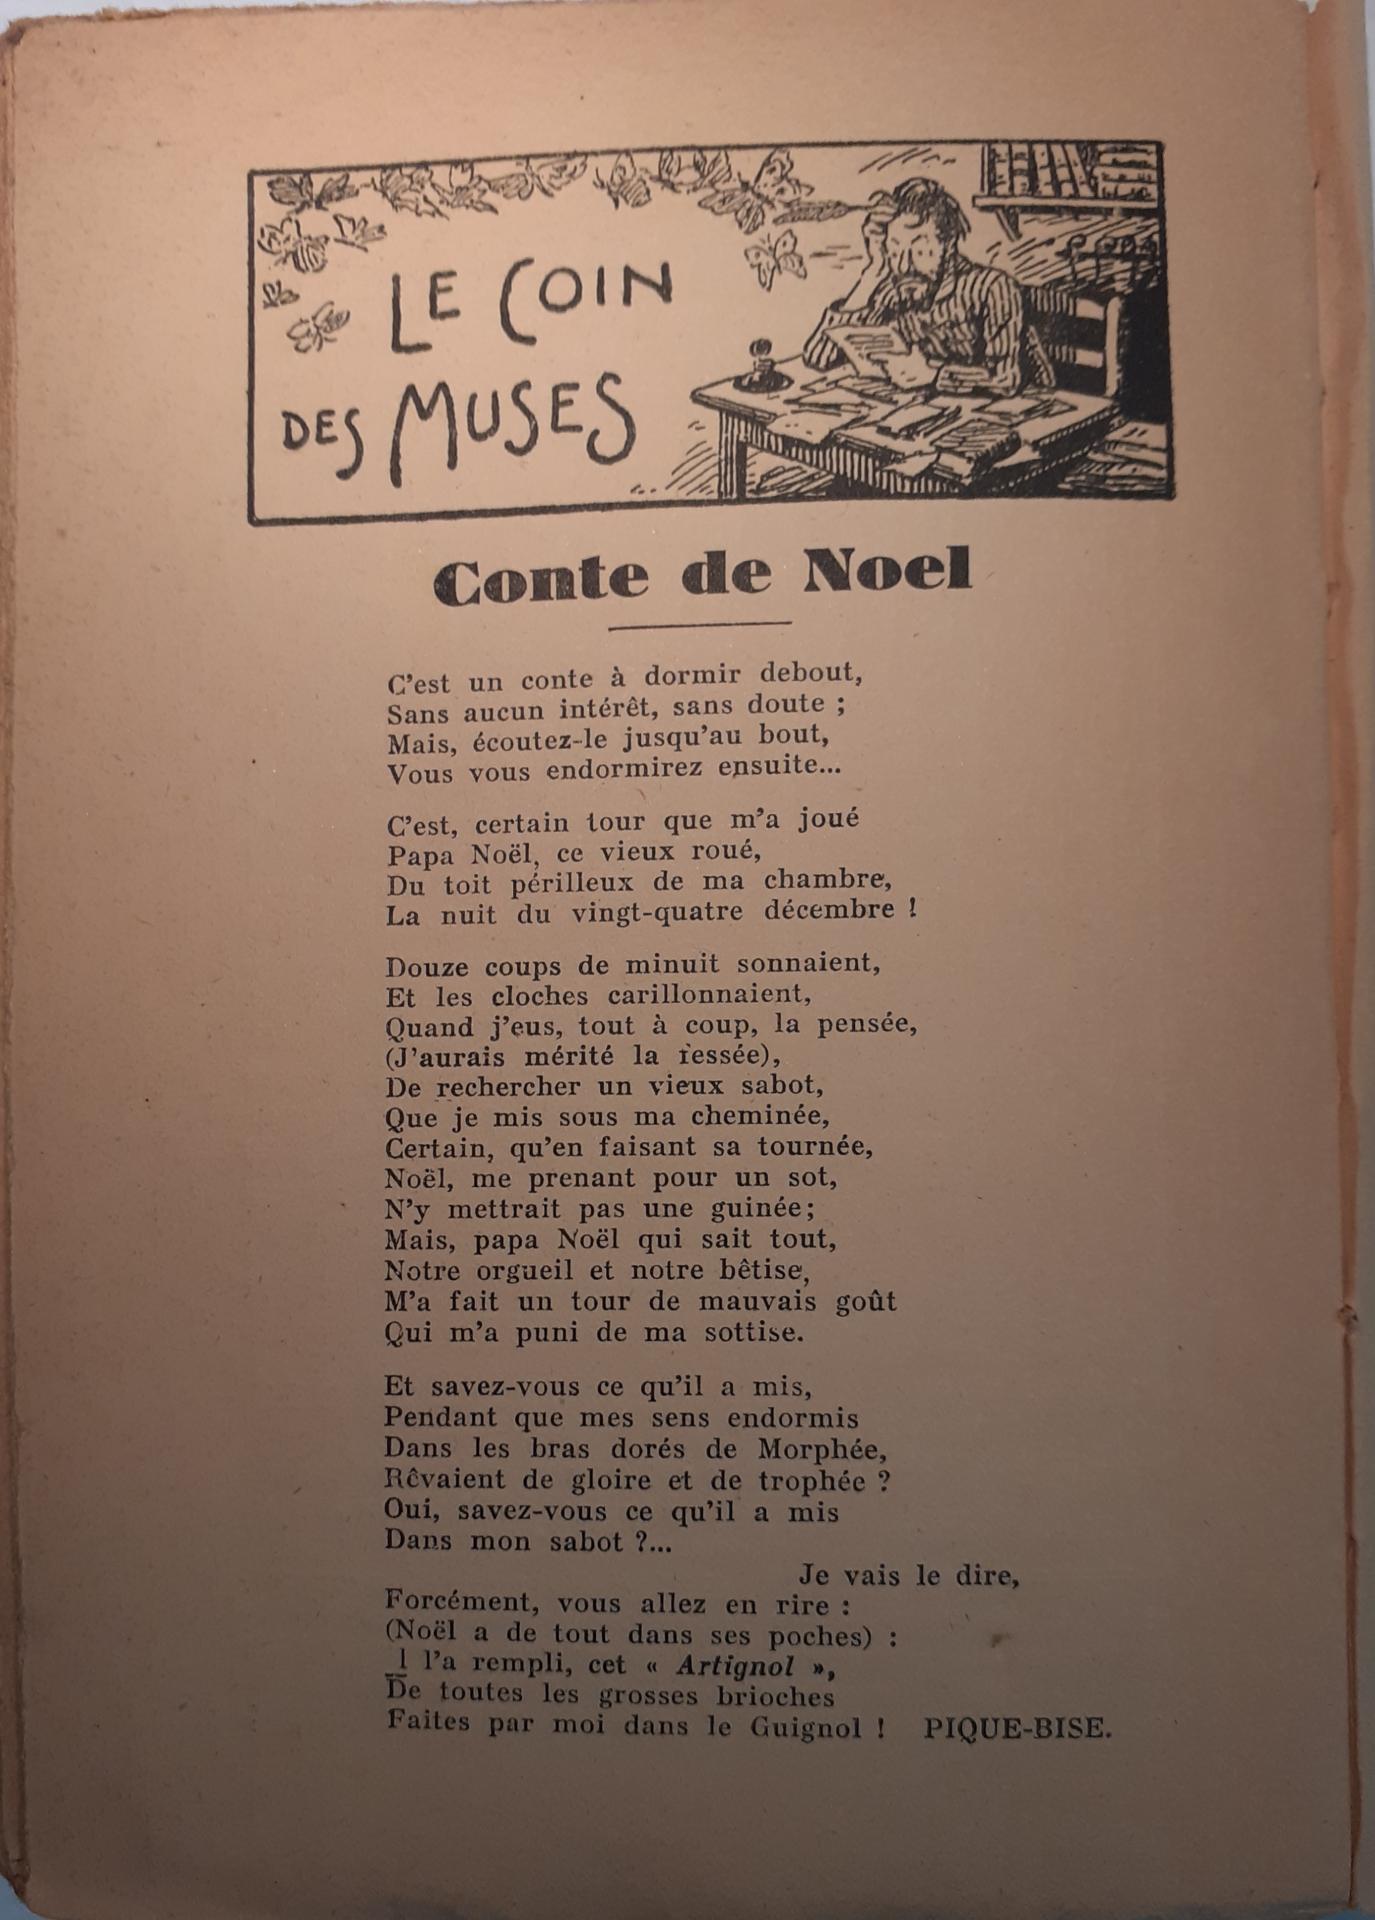 LE COIN
DES MUSES
Conte de Noel
C'est un conte à dormir debout,
Sans aucun intérêt, sans doute ;
Mais, écoutez-le jusqu'au bout,
Vous vous endormirez ensuite...
C'est, certain tour que m'a joué
Papa Noël, ce vieux roué,
Du toit périlleux de ma chambre,
La nuit du vingt-quatre décembre !
Douze coups de minuit sonnaient,
Et les cloches carillonnaient,
Quand j'eus, tout à coup, la pensée,
(J'aurais mérité la fessée),
De rechercher un vieux sabot,
Que je mis sous ma cheminée,
Certain, qu'en faisant sa tournée,
Noël, me prenant pour un sot,
N'y mettrait pas une guinée;
Mais, papa Noël qui sait tout,
Notre orgueil et notre bêtise,
M'a fait un tour de mauvais goût
Qui m'a puni de ma sottise.
Et savez-vous ce qu'il a mis,
Pendant que mes sens endormis
Dans les bras dorés de Morphée,
Rêvaient de gloire et de trophée ?
Oui, savez-vous ce qu'il a mis
Dans mon sabot ?...
Je vais le dire,
Forcément, vous allez en rire :
(Noël a de tout dans ses poches) :
Il l'a rempli, cet « Artignol »,
De toutes les grosses brioches
Faites par moi dans le Guignol ! PIQUE-BISE.